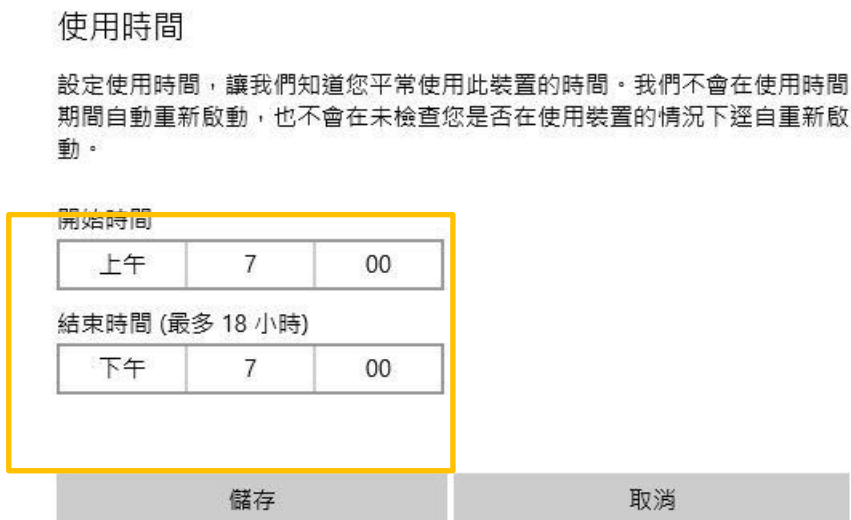 使用時間
設定使用時間，讓我們知道您平常使用此裝置的時間。我們不會在使用時間
期間自動重新啟動，也不會在未檢查您是否在使用裝置的情況下逕自重新啟
動。
開始時間
上午 7 00
結束時間 (最多 18 小時)
下午 7 00
儲存 取消